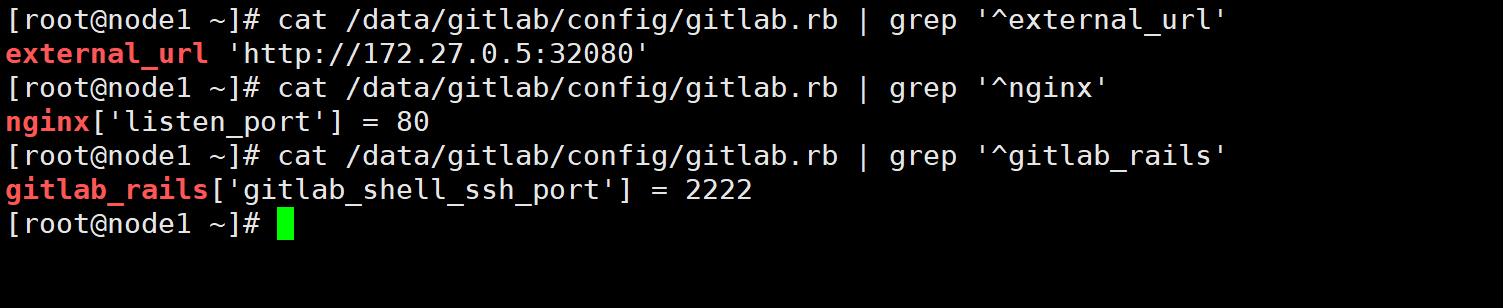 [root@node1 ~]# cat /data/gitlab/config/gitlab.rb | grep '^external_url'
external_url 'http://172.27.0.5:32080'
[root@node1 ~]# cat /data/gitlab/config/gitlab.rb | grep '^nginx'
nginx['listen_port'] = 80
[root@node1 ~]# cat /data/gitlab/config/gitlab.rb | grep '^gitlab_rails'
gitlab_rails['gitlab_shell_ssh_port'] = 2222
[root@node1 ~]#